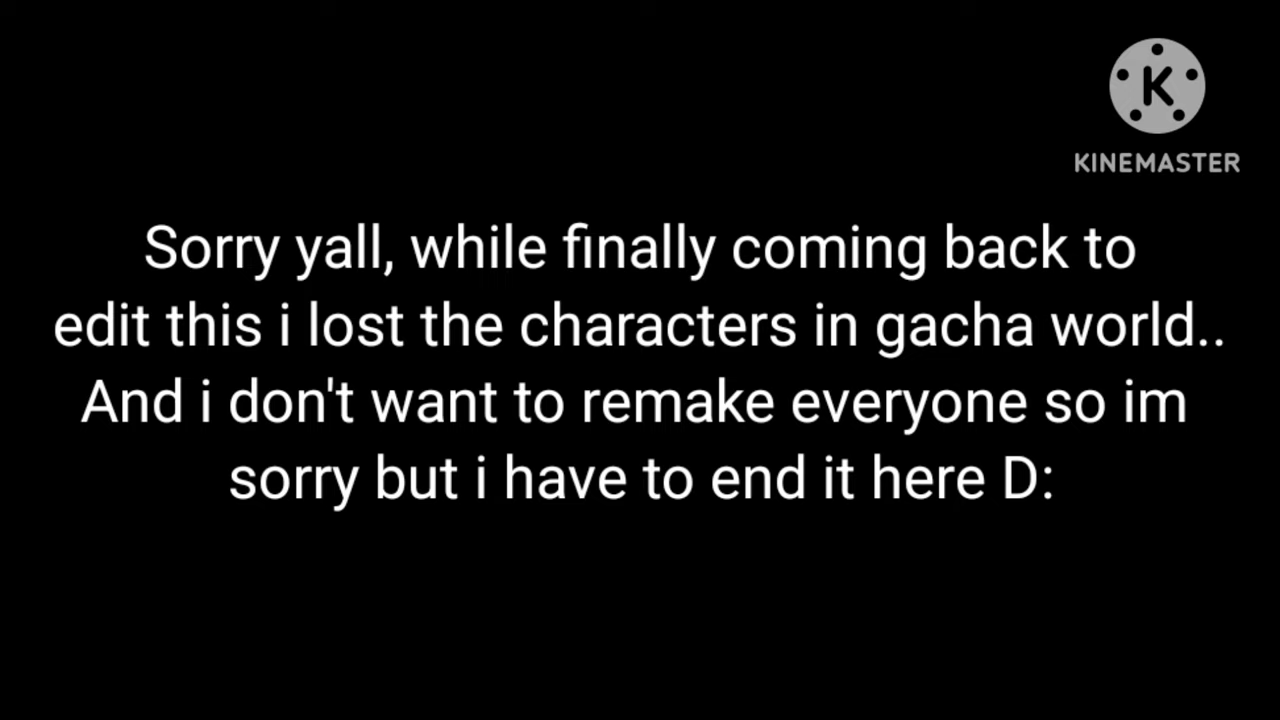 K
KINEMASTER
Sorry yall, while finally coming back to
edit this i lost the characters in gacha world..
And i don't want to remake everyone so im
sorry but i have to end it here D: